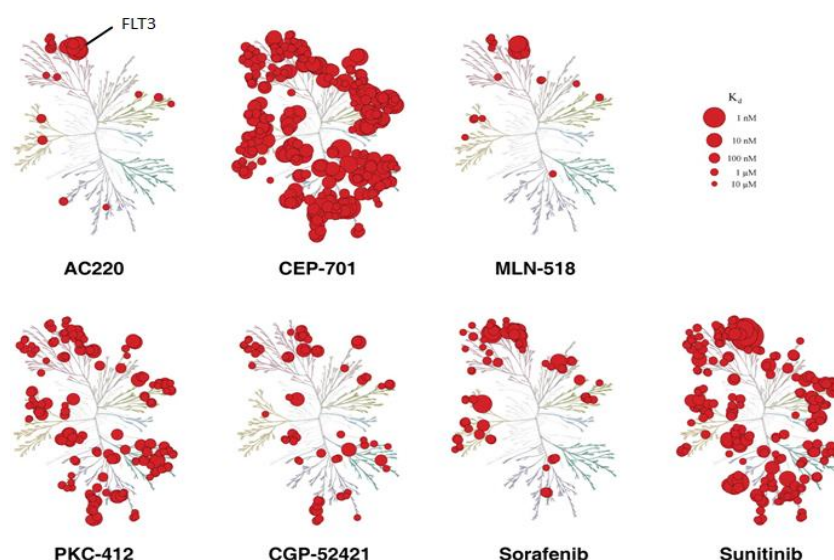 FLT3
K_d
1 nM
10 nM
100 nM
1 µM
10 µM
AC220
CEP-701
MLN-518
PKC-412
CGP-52421
Sorafenib
Sunitinib